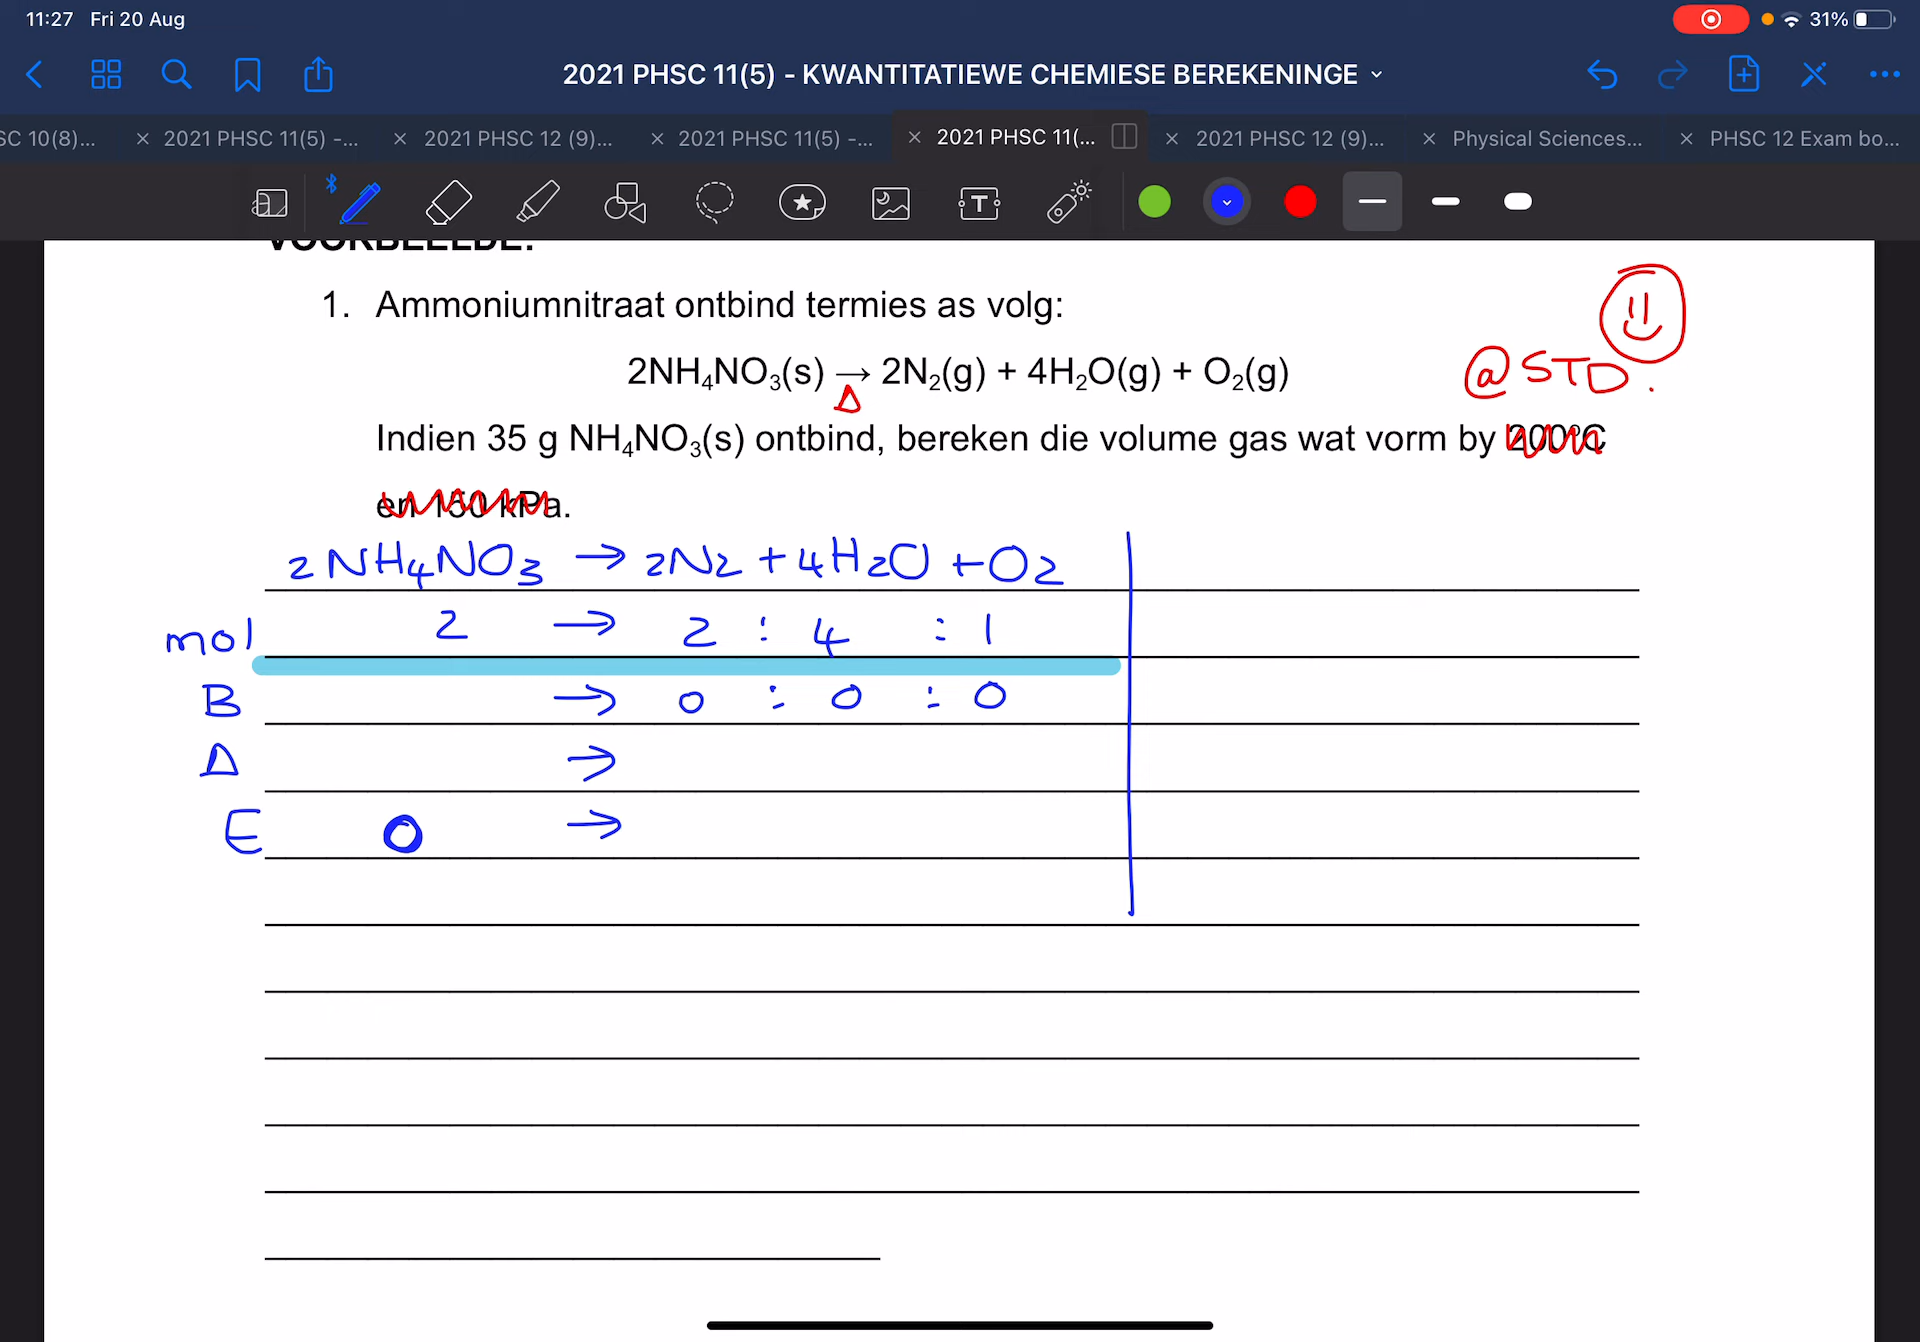 11:27 Fri 20 Aug
31%
2021 PHSC 11(5) - KWANTITATIEWE CHEMIESE BEREKENINGE
SC 10(8)... × 2021 PHSC 11(5) -... × 2021 PHSC 12 (9)... × 2021 PHSC 11(5) -... × 2021 PHSC 11(... × 2021 PHSC 12 (9)... × Physical Sciences... × PHSC 12 Exam bo...
VOORBEELDE:
1. Ammoniumnitraat ontbind termies as volg:
2NH₄NO₃(s) → 2N₂(g) + 4H₂O(g) + O₂(g) @STD.
Δ
Indien 35 g NH₄NO₃(s) ontbind, bereken die volume gas wat vorm by 200°C
en 150 kPa.
2NH₄NO₃ → 2N₂ + 4H₂O + O₂
mol 2 → 2 : 4 : 1
B → 0 : 0 : 0
Δ →
E 0 →